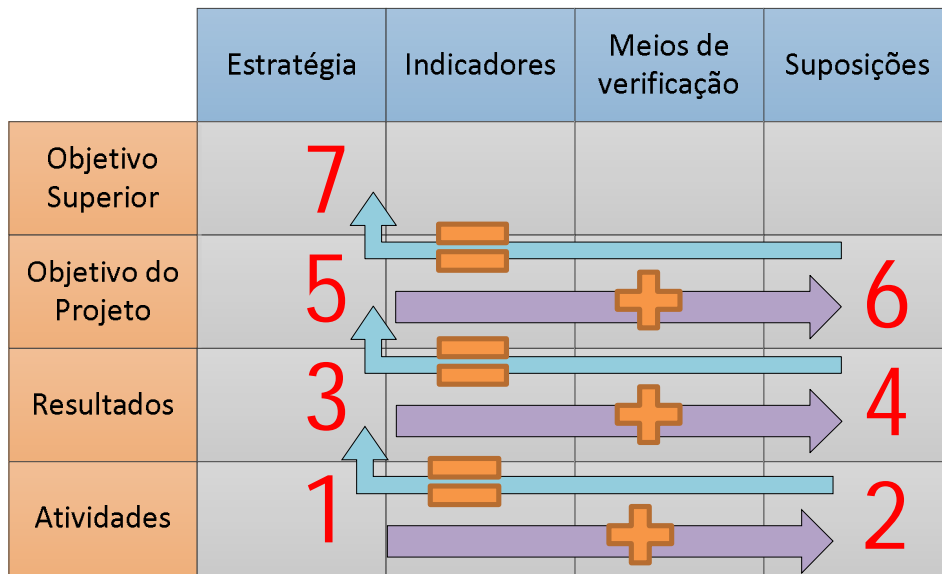 Estratégia
Indicadores
Meios de
verificação
Suposições
Objetivo
Superior
7
Objetivo do
Projeto
5
6
Resultados
3
4
Atividades
1
2